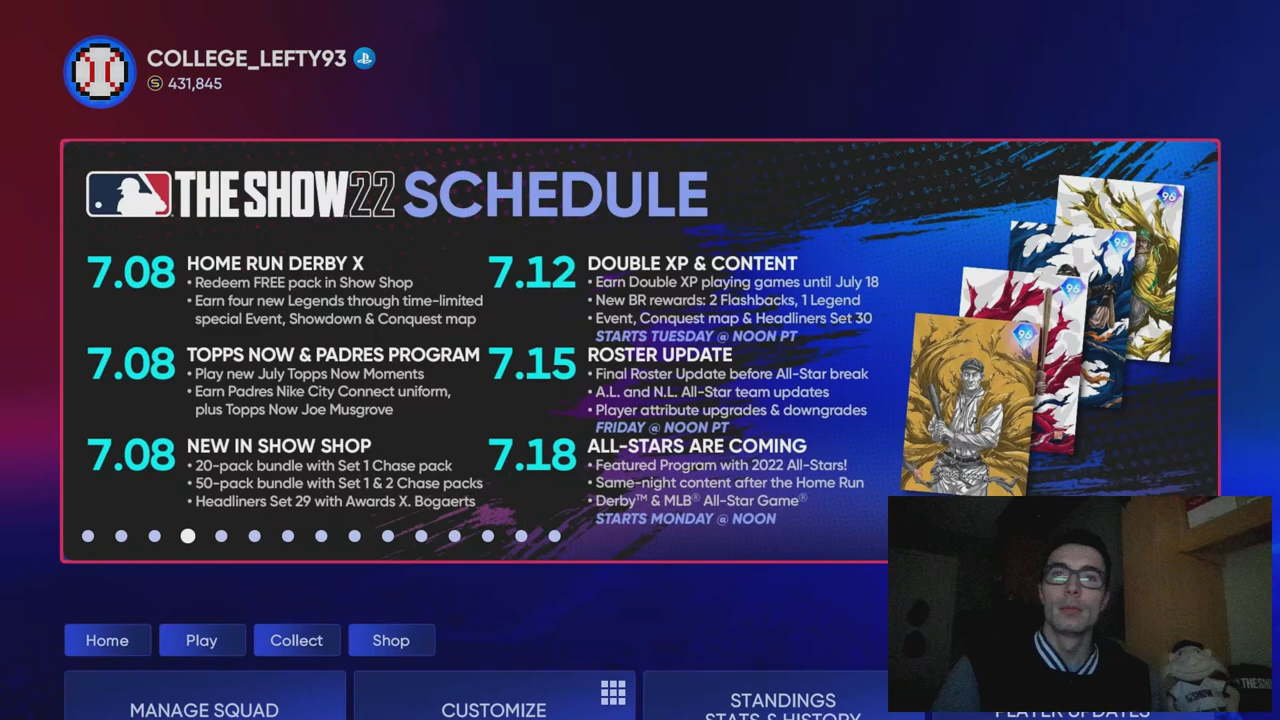 COLLEGE_LEFTY93
S 431,845
THE SHOW 22 SCHEDULE
7.08 HOME RUN DERBY X
• Redeem FREE pack in Show Shop
• Earn four new Legends through time-limited
special Event, Showdown & Conquest map
7.08 TOPPS NOW & PADRES PROGRAM
• Play new July Topps Now Moments
• Earn Padres Nike City Connect uniform,
plus Topps Now Joe Musgrove
7.08 NEW IN SHOW SHOP
• 20-pack bundle with Set 1 Chase pack
• 50-pack bundle with Set 1 & 2 Chase packs
• Headliners Set 29 with Awards X. Bogaerts
7.12 DOUBLE XP & CONTENT
• Earn Double XP playing games until July 18
• New BR rewards: 2 Flashbacks, 1 Legend
• Event, Conquest map & Headliners Set 30
STARTS TUESDAY @ NOON PT
7.15 ROSTER UPDATE
• Final Roster Update before All-Star break
• A.L. and N.L. All-Star team updates
• Player attribute upgrades & downgrades
FRIDAY @ NOON PT
7.18 ALL-STARS ARE COMING
• Featured Program with 2022 All-Stars!
• Same-night content after the Home Run
• Derby™ & MLB® All-Star Game®
STARTS MONDAY @ NOON
96
96
96
96
Home Play Collect Shop
MANAGE SQUAD
CUSTOMIZE
STANDINGS
STATS & HISTORY
PLAYER UPDATES